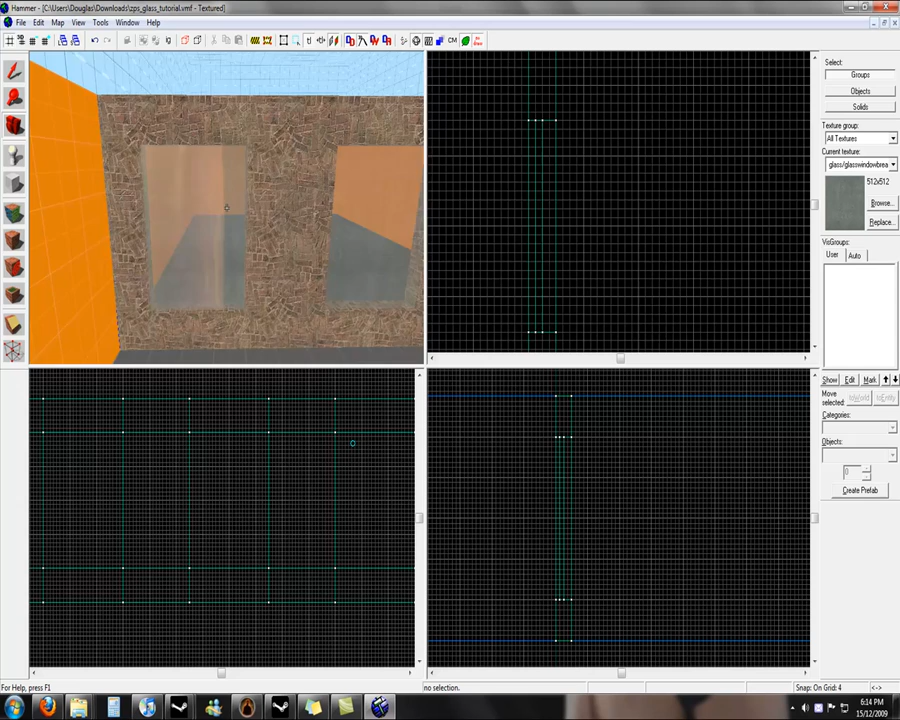 Hammer - [C:\Users\Douglas\Downloads\zps_glass_tutorial.vmf - Textured]
File Edit Map View Tools Window Help
CM
Select:
Groups
Objects
Solids
Texture group:
All Textures
Current texture:
glass/glasswindowbrea
512x512
Browse...
Replace...
VisGroups:
User Auto
Show Edit Mark
Move selected:
toWorld toEntity
Categories:
Objects:
0
Create Prefab
For Help, press F1 no selection. Snap: On Grid: 4 <->
6:14 PM
15/12/2009